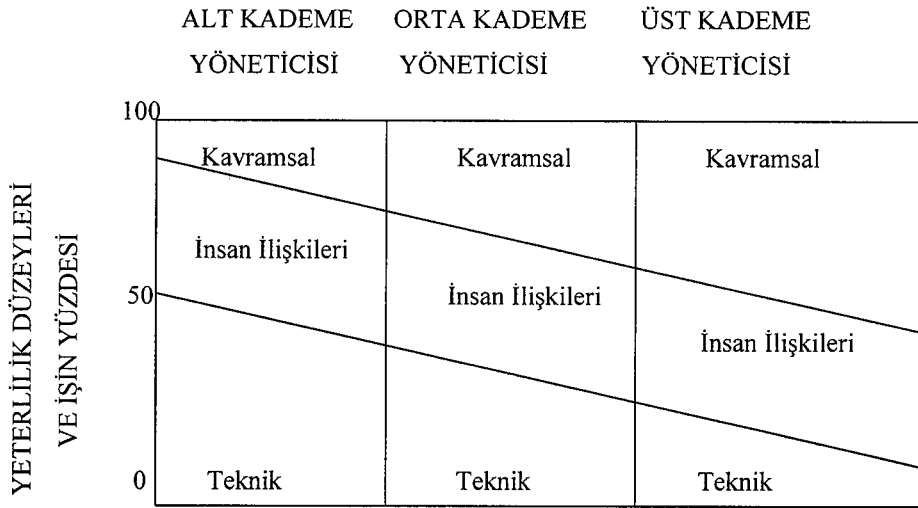 ALT KADEME YÖNETİCİSİ
ORTA KADEME YÖNETİCİSİ
ÜST KADEME YÖNETİCİSİ
YETERLİLİK DÜZEYLERİ
VE İŞİN YÜZDESİ
100
Kavramsal Kavramsal Kavramsal
İnsan İlişkileri
50
İnsan İlişkileri
İnsan İlişkileri
0
Teknik Teknik Teknik